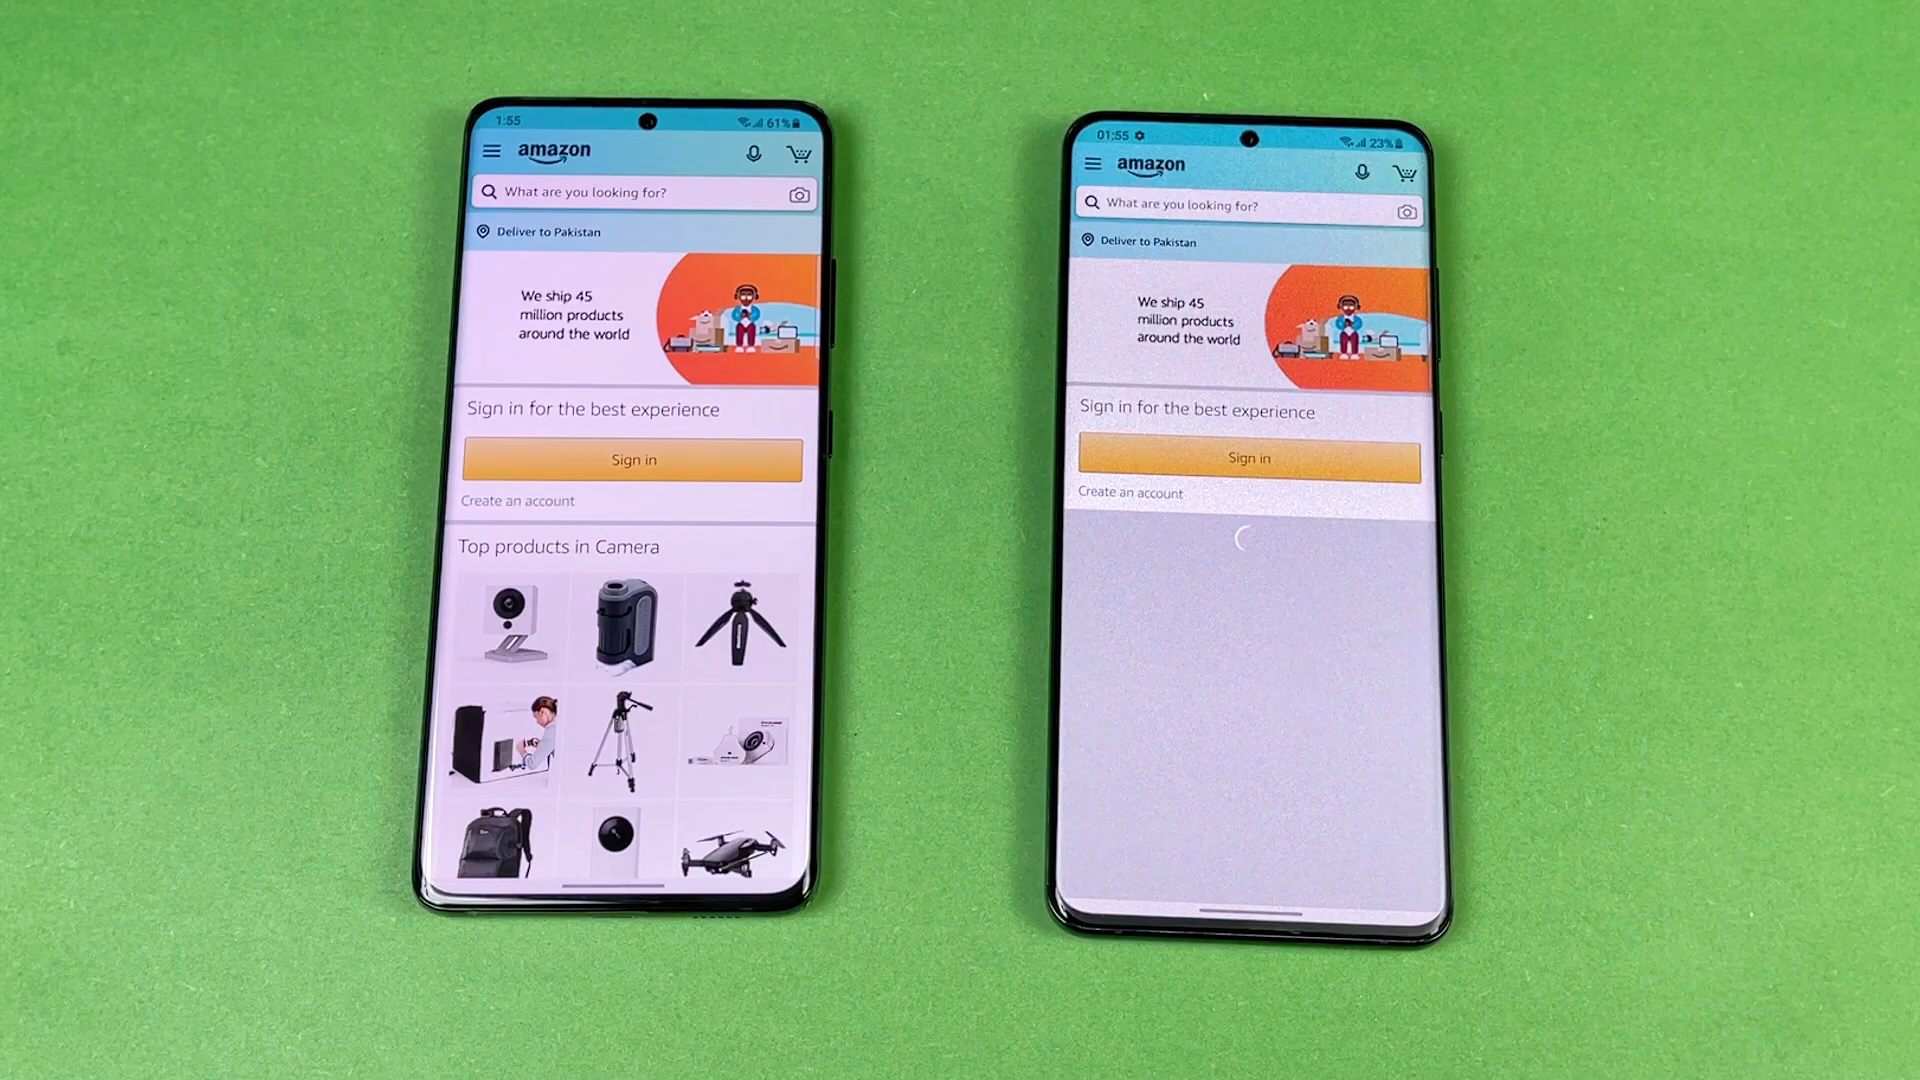 1:55
61%
amazon
What are you looking for?
Deliver to Pakistan
We ship 45
million products
around the world
Sign in for the best experience
Sign in
Create an account
Top products in Camera
01:55
23%
amazon
What are you looking for?
Deliver to Pakistan
We ship 45
million products
around the world
Sign in for the best experience
Sign in
Create an account